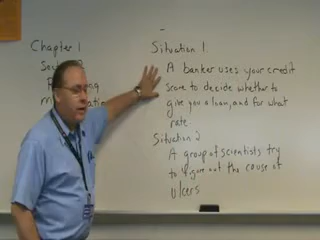 Chapter 1
Situation 1.
A banker uses your credit
score to decide whether to
give you a loan, and for what
rate.
Situation 2
A group of scientists try
to figure out the cause of
Ulcers